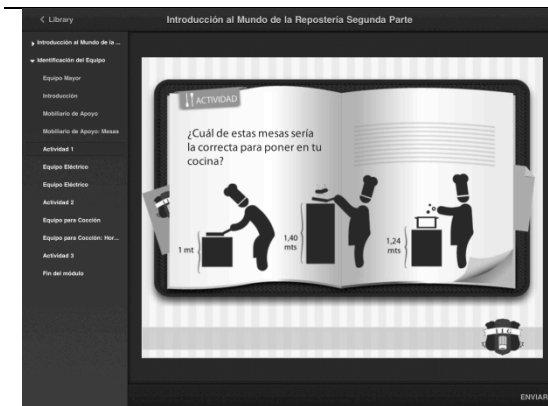 Library
Introducción al Mundo de la Repostería Segunda Parte
Introducción al Mundo de la ...
Identificación del Equipo
Equipo Mayor
Introducción
Mobiliario de Apoyo
Mobiliario de Apoyo: Mesas
Actividad 1
Equipo Eléctrico
Equipo Eléctrico
Actividad 2
Equipo para Cocción
Equipo para Cocción: Hor...
Actividad 3
Fin del módulo
ACTIVIDAD
¿Cuál de estas mesas sería
la correcta para poner en tu
cocina?
1 mt
1,40
mts
1,24
mts
ENVIAR